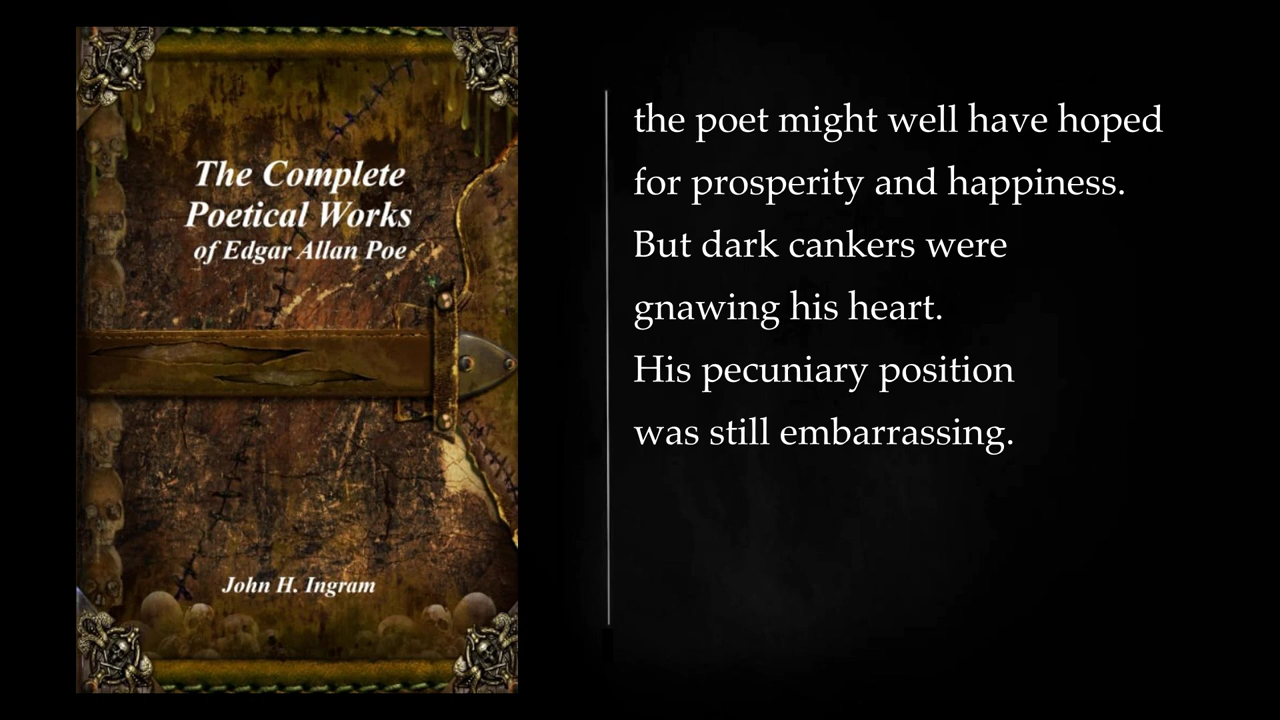 The Complete
Poetical Works
of Edgar Allan Poe
John H. Ingram
the poet might well have hoped
for prosperity and happiness.
But dark cankers were
gnawing his heart.
His pecuniary position
was still embarrassing.